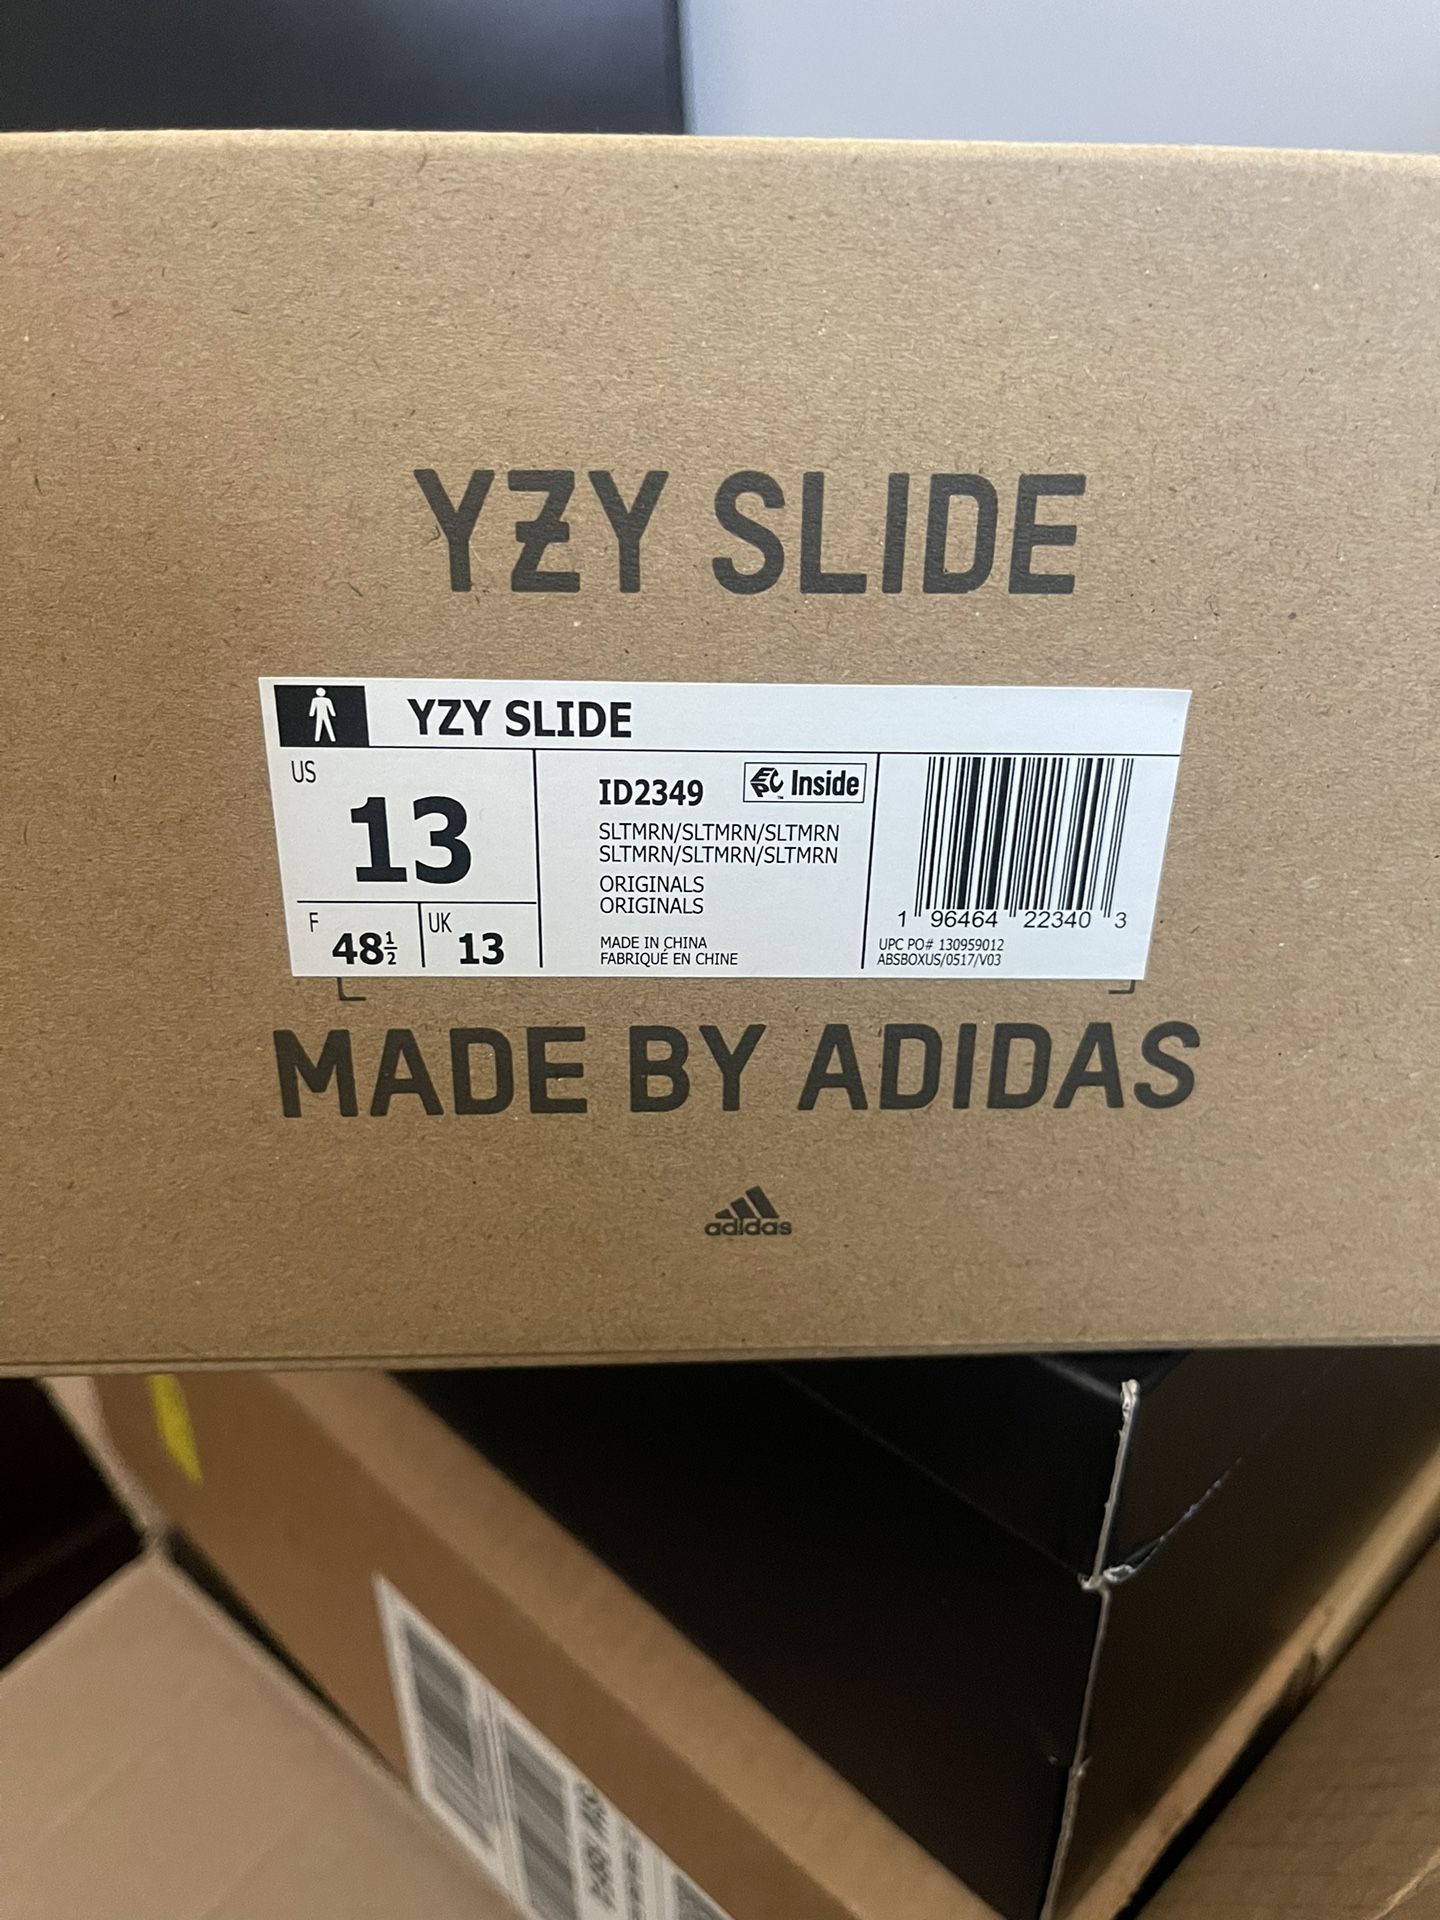 YZY SLIDE
YZY SLIDE
US
13
F
48½
UK
13
ID2349
EPC Inside
SLTMRN/SLTMRN/SLTMRN
SLTMRN/SLTMRN/SLTMRN
ORIGINALS
ORIGINALS
MADE IN CHINA
FABRIQUÉ EN CHINE
1 96464 22340 3
UPC PO# 130959012
ABSBOXUS/0517/V03
MADE BY ADIDAS
adidas